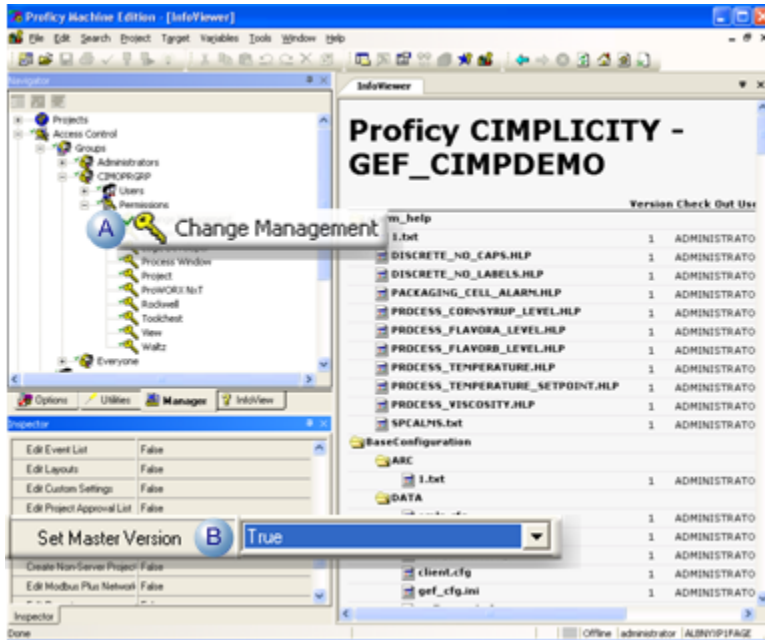 Proficy Machine Edition - [InfoViewer]
File Edit Search Project Target Variables Tools Window Help
Navigator
Projects
Access Control
Groups
Administrators
CIMOPRGRP
Users
Permissions
A Change Management
Process Window
Project
ProWORX NxT
Rockwell
Toolchest
View
Waltz
Everyone
Options Utilities Manager InfoView
Inspector
Edit Event List False
Edit Layouts False
Edit Custom Settings False
Edit Project Approval List False
Set Master Version B True
Create Non-Server Project False
Edit Modbus Plus Network False
Inspector
InfoViewer
Proficy CIMPLICITY -
GEF_CIMPDEMO
Version Check Out Use
m_help
1.txt 1 ADMINISTRATO
DISCRETE_NO_CAPS.HLP 1 ADMINISTRATO
DISCRETE_NO_LABELS.HLP 1 ADMINISTRATO
PACKAGING_CELL_ALARM.HLP 1 ADMINISTRATO
PROCESS_CORNSYRUP_LEVEL.HLP 1 ADMINISTRATO
PROCESS_FLAVORA_LEVEL.HLP 1 ADMINISTRATO
PROCESS_FLAVORB_LEVEL.HLP 1 ADMINISTRATO
PROCESS_TEMPERATURE.HLP 1 ADMINISTRATO
PROCESS_TEMPERATURE_SETPOINT.HLP 1 ADMINISTRATO
PROCESS_VISCOSITY.HLP 1 ADMINISTRATO
SPCALMS.txt 1 ADMINISTRATO
BaseConfiguration
ARC
1.txt 1 ADMINISTRATO
DATA
1 ADMINISTRATO
1 ADMINISTRATO
1 ADMINISTRATO
client.cfg 1 ADMINISTRATO
gef_cfg.ini 1 ADMINISTRATO
Done
Offline administrator ALBNYIP1FAGE